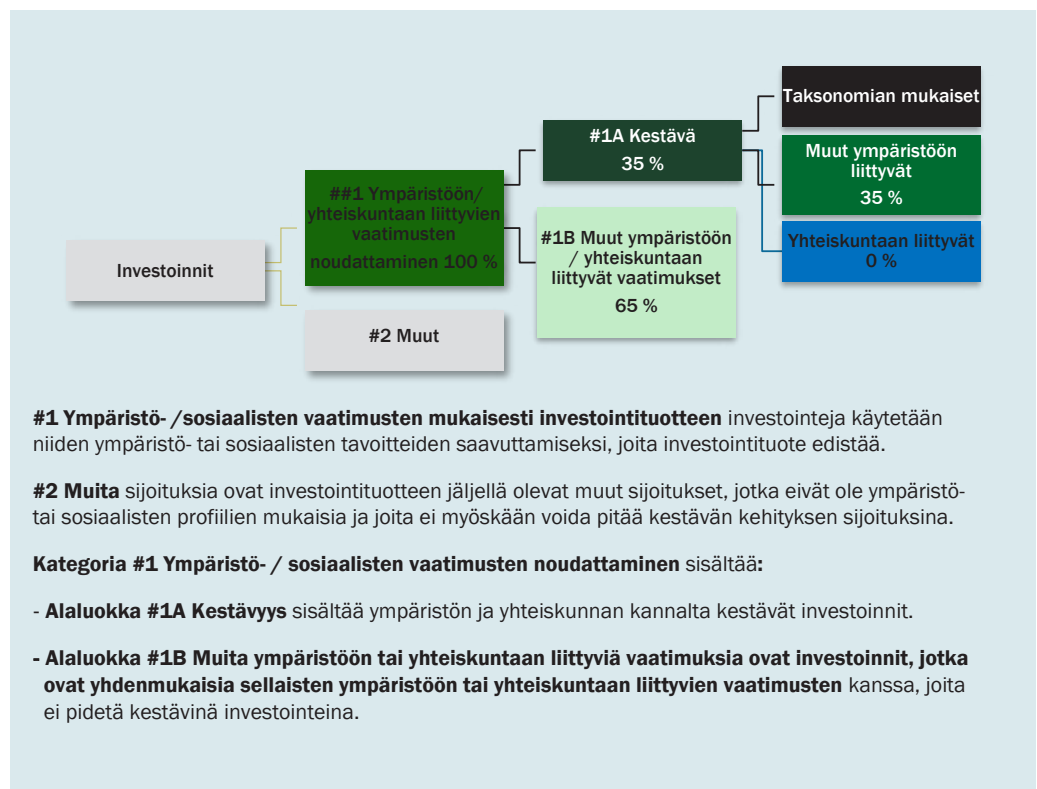 Investoinnit
##1 Ympäristöön/
yhteiskuntaan liittyvien
vaatimusten
noudattaminen 100 %
#2 Muut
#1A Kestävä
35 %
#1B Muut ympäristöön
/ yhteiskuntaan
liittyvät vaatimukset
65 %
Taksonomian mukaiset
Muut ympäristöön
liittyvät
35 %
Yhteiskuntaan liittyvät
0 %
#1 Ympäristö- /sosiaalisten vaatimusten mukaisesti investointituotteen investointeja käytetään
niiden ympäristö- tai sosiaalisten tavoitteiden saavuttamiseksi, joita investointituote edistää.
#2 Muita sijoituksia ovat investointituotteen jäljellä olevat muut sijoitukset, jotka eivät ole ympäristö-
tai sosiaalisten profiilien mukaisia ja joita ei myöskään voida pitää kestävän kehityksen sijoituksina.
Kategoria #1 Ympäristö- / sosiaalisten vaatimusten noudattaminen sisältää:
- Alaluokka #1A Kestävyys sisältää ympäristön ja yhteiskunnan kannalta kestävät investoinnit.
- Alaluokka #1B Muita ympäristöön tai yhteiskuntaan liittyviä vaatimuksia ovat investoinnit, jotka
ovat yhdenmukaisia sellaisten ympäristöön tai yhteiskuntaan liittyvien vaatimusten kanssa, joita
ei pidetä kestävinä investointeina.